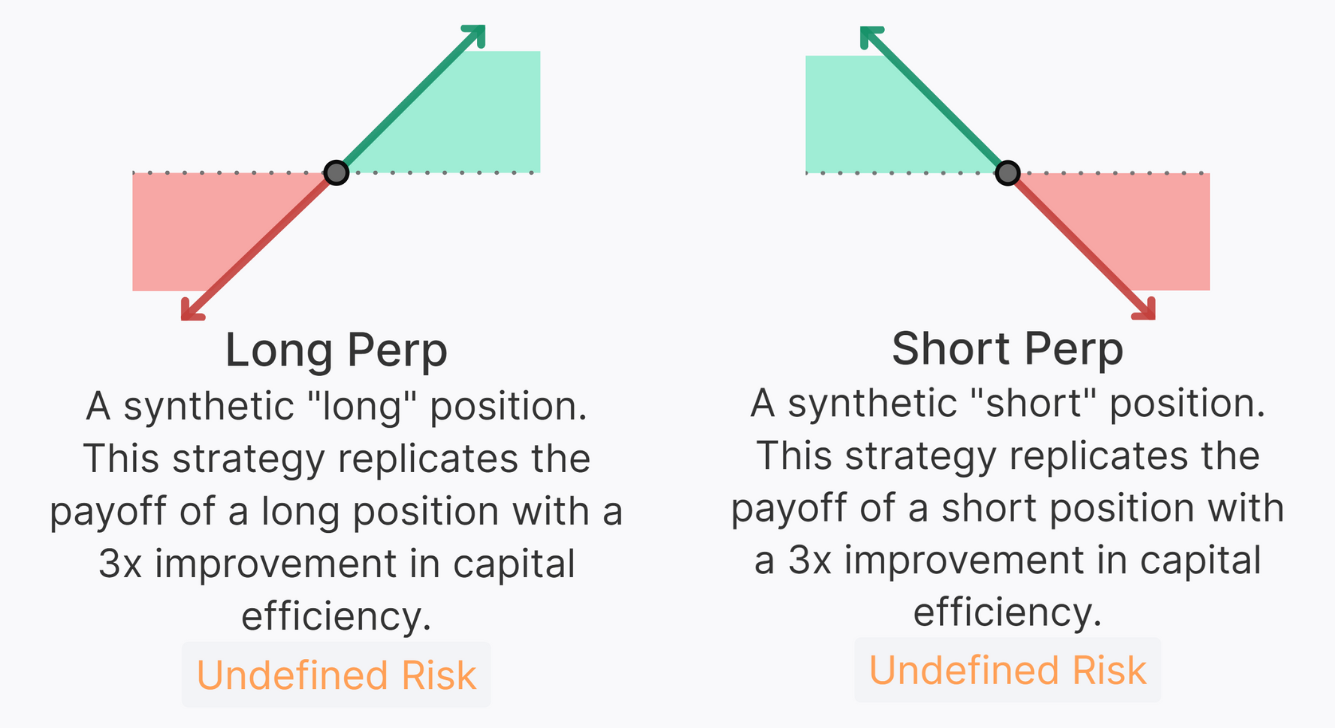 Long Perp
A synthetic "long" position.
This strategy replicates the
payoff of a long position with a
3x improvement in capital
efficiency.
Undefined Risk
Short Perp
A synthetic "short" position.
This strategy replicates the
payoff of a short position with
a 3x improvement in capital
efficiency.
Undefined Risk